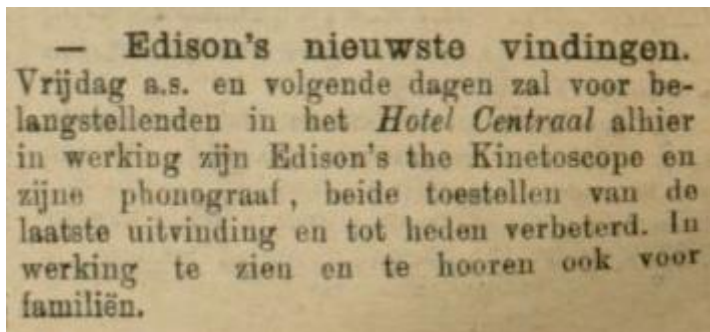 — Edison's nieuwste vindingen.
Vrijdag a.s. en volgende dagen zal voor be-
langstellenden in het Hotel Centraal alhier
in werking zijn Edison's the Kinetoscope en
zijne phonograaf, beide toestellen van de
laatste uitvinding en tot heden verbeterd. In
werking te zien en te hooren ook voor
familiën.